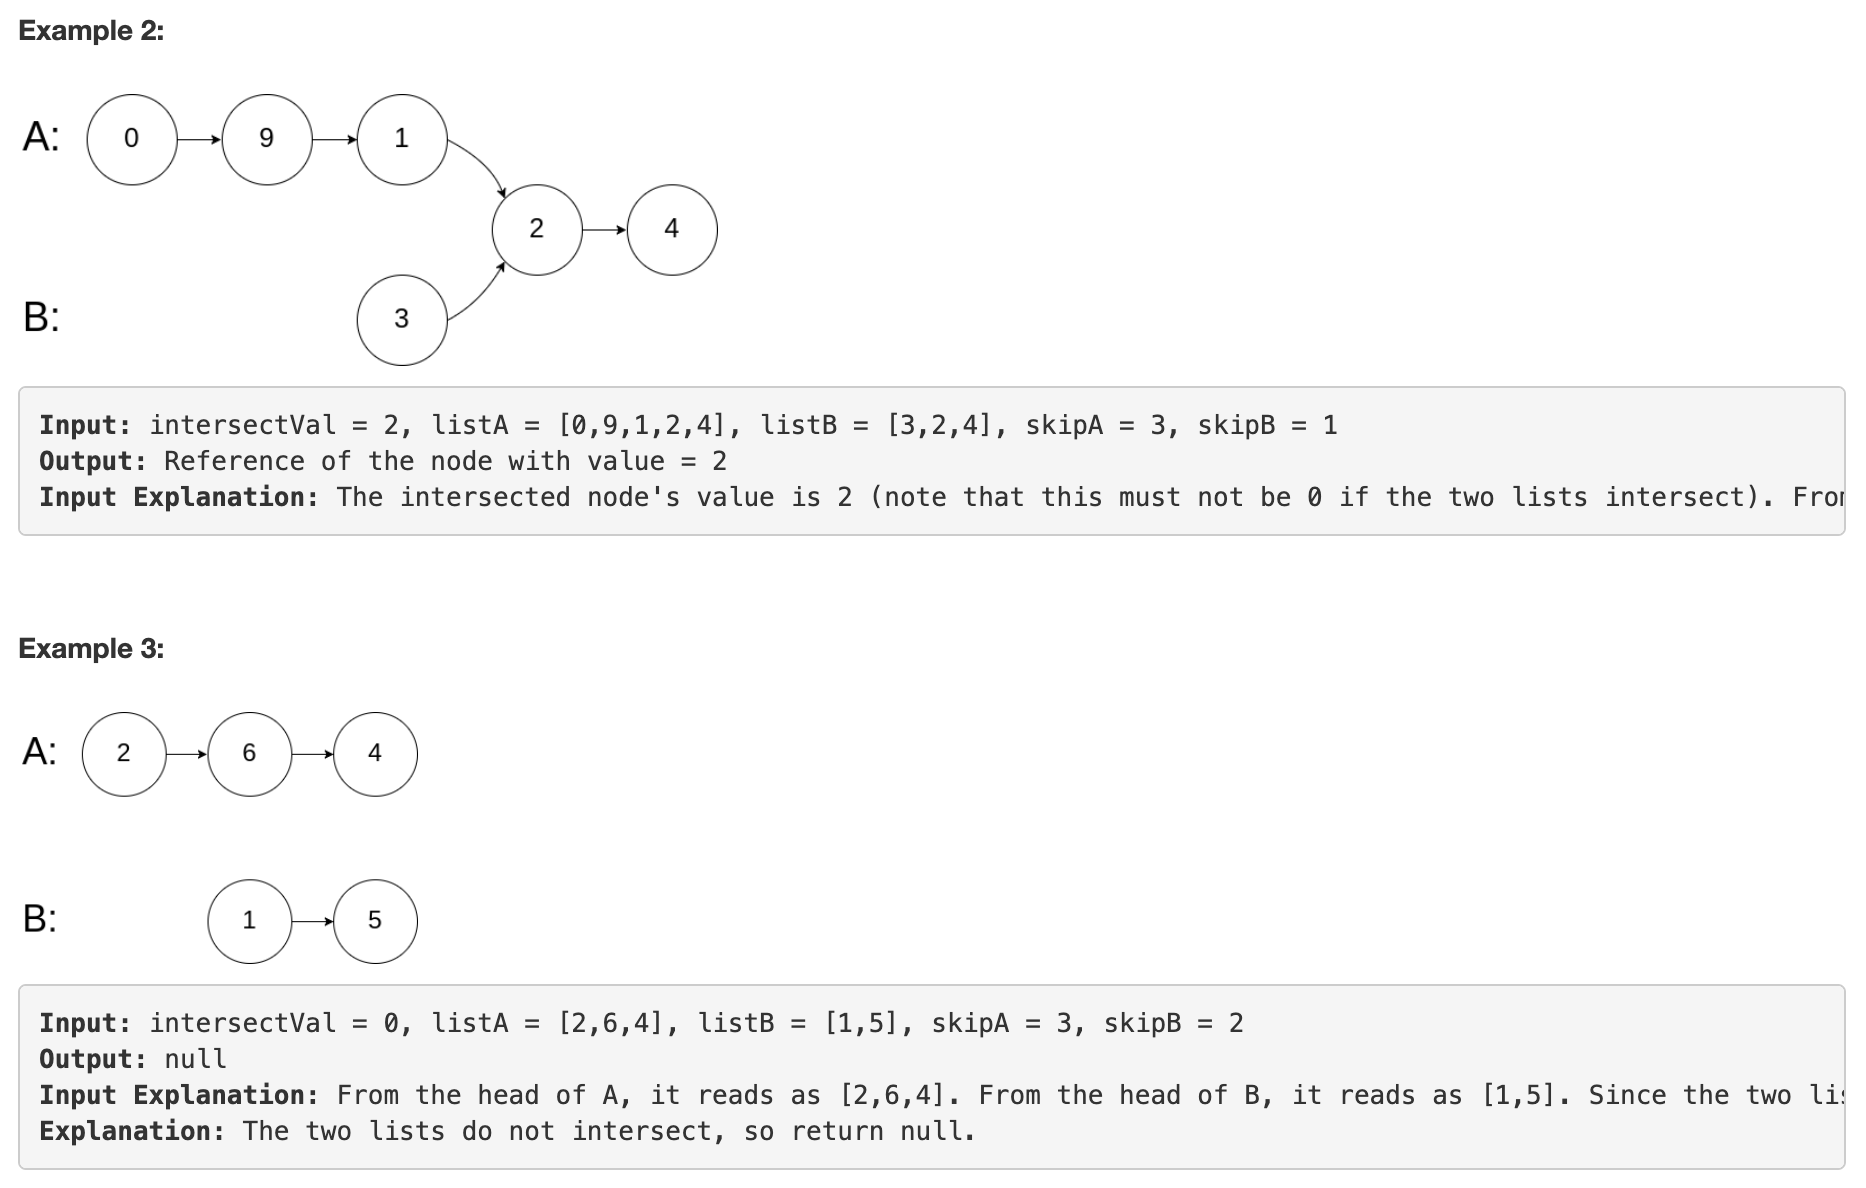 Example 2:
A: 0 9 1
2 4
B: 3
Input: intersectVal = 2, listA = [0,9,1,2,4], listB = [3,2,4], skipA = 3, skipB = 1
Output: Reference of the node with value = 2
Input Explanation: The intersected node's value is 2 (note that this must not be 0 if the two lists intersect). From
Example 3:
A: 2 6 4
B: 1 5
Input: intersectVal = 0, listA = [2,6,4], listB = [1,5], skipA = 3, skipB = 2
Output: null
Input Explanation: From the head of A, it reads as [2,6,4]. From the head of B, it reads as [1,5]. Since the two
Explanation: The two lists do not intersect, so return null.